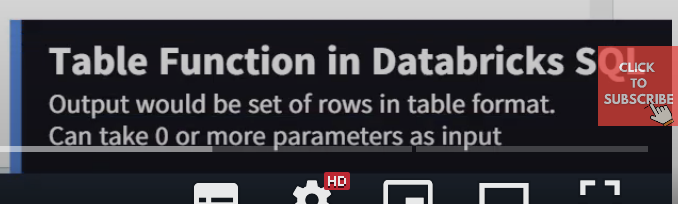 Table Function in Databricks SQL
Output would be set of rows in table format.
Can take 0 or more parameters as input
CLICK
TO
SUBSCRIBE
HD